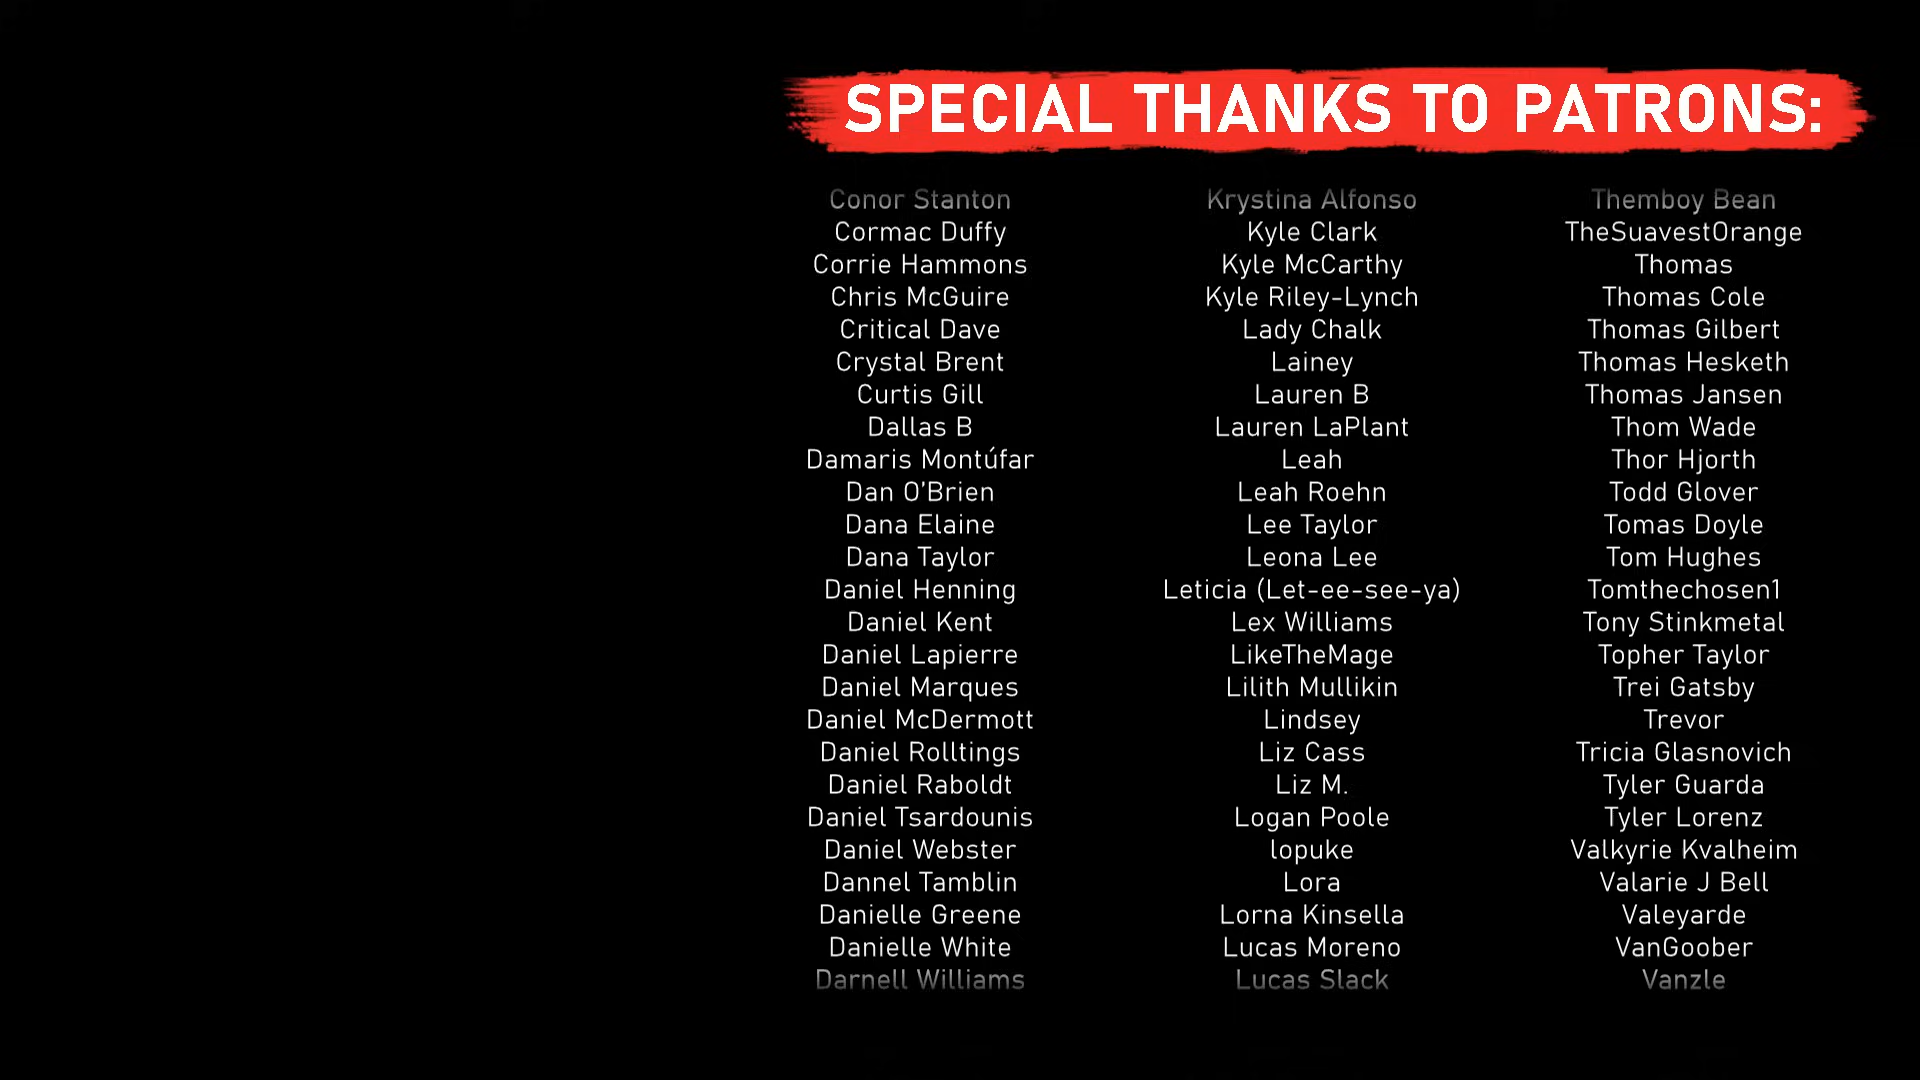 SPECIAL THANKS TO PATRONS:
Conor Stanton
Cormac Duffy
Corrie Hammons
Chris McGuire
Critical Dave
Crystal Brent
Curtis Gill
Dallas B
Damaris Montúfar
Dan O’Brien
Dana Elaine
Dana Taylor
Daniel Henning
Daniel Kent
Daniel Lapierre
Daniel Marques
Daniel McDermott
Daniel Rolltings
Daniel Raboldt
Daniel Tsardounis
Daniel Webster
Dannel Tamblin
Danielle Greene
Danielle White
Darnell Williams
Krystina Alfonso
Kyle Clark
Kyle McCarthy
Kyle Riley-Lynch
Lady Chalk
Lainey
Lauren B
Lauren LaPlant
Leah
Leah Roehn
Lee Taylor
Leona Lee
Leticia (Let-ee-see-ya)
Lex Williams
LikeTheMage
Lilith Mullikin
Lindsey
Liz Cass
Liz M.
Logan Poole
lopuke
Lora
Lorna Kinsella
Lucas Moreno
Lucas Slack
Themboy Bean
TheSuavestOrange
Thomas
Thomas Cole
Thomas Gilbert
Thomas Hesketh
Thomas Jansen
Thom Wade
Thor Hjorth
Todd Glover
Tomas Doyle
Tom Hughes
Tomthechosen1
Tony Stinkmetal
Topher Taylor
Trei Gatsby
Trevor
Tricia Glasnovich
Tyler Guarda
Tyler Lorenz
Valkyrie Kvalheim
Valarie J Bell
Valeyarde
VanGoober
Vanzle